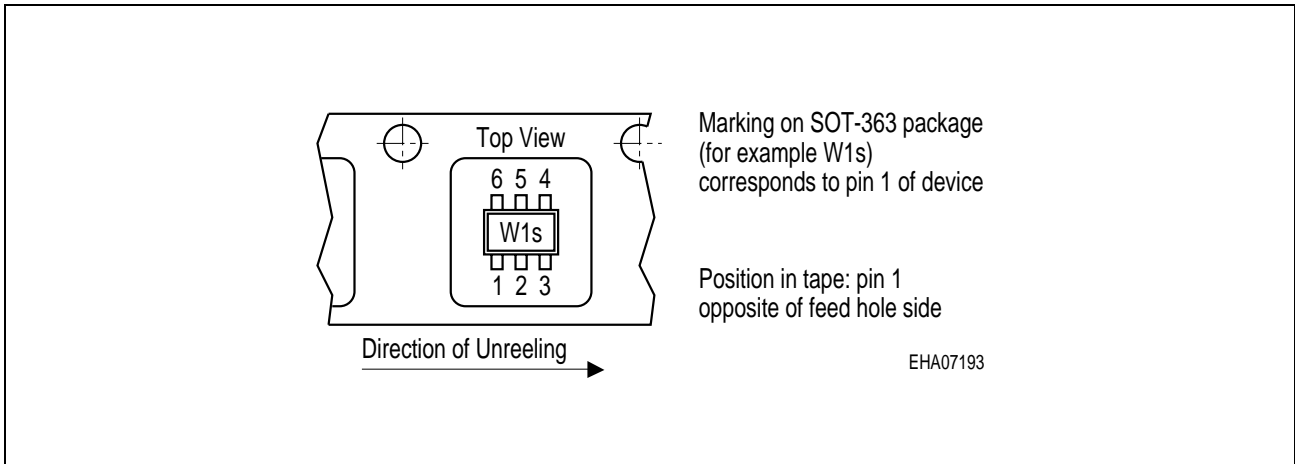 Top View
6 5 4
W1s
1 2 3
Direction of Unreeling
Marking on SOT-363 package
(for example W1s)
corresponds to pin 1 of device
Position in tape: pin 1
opposite of feed hole side
EHA07193